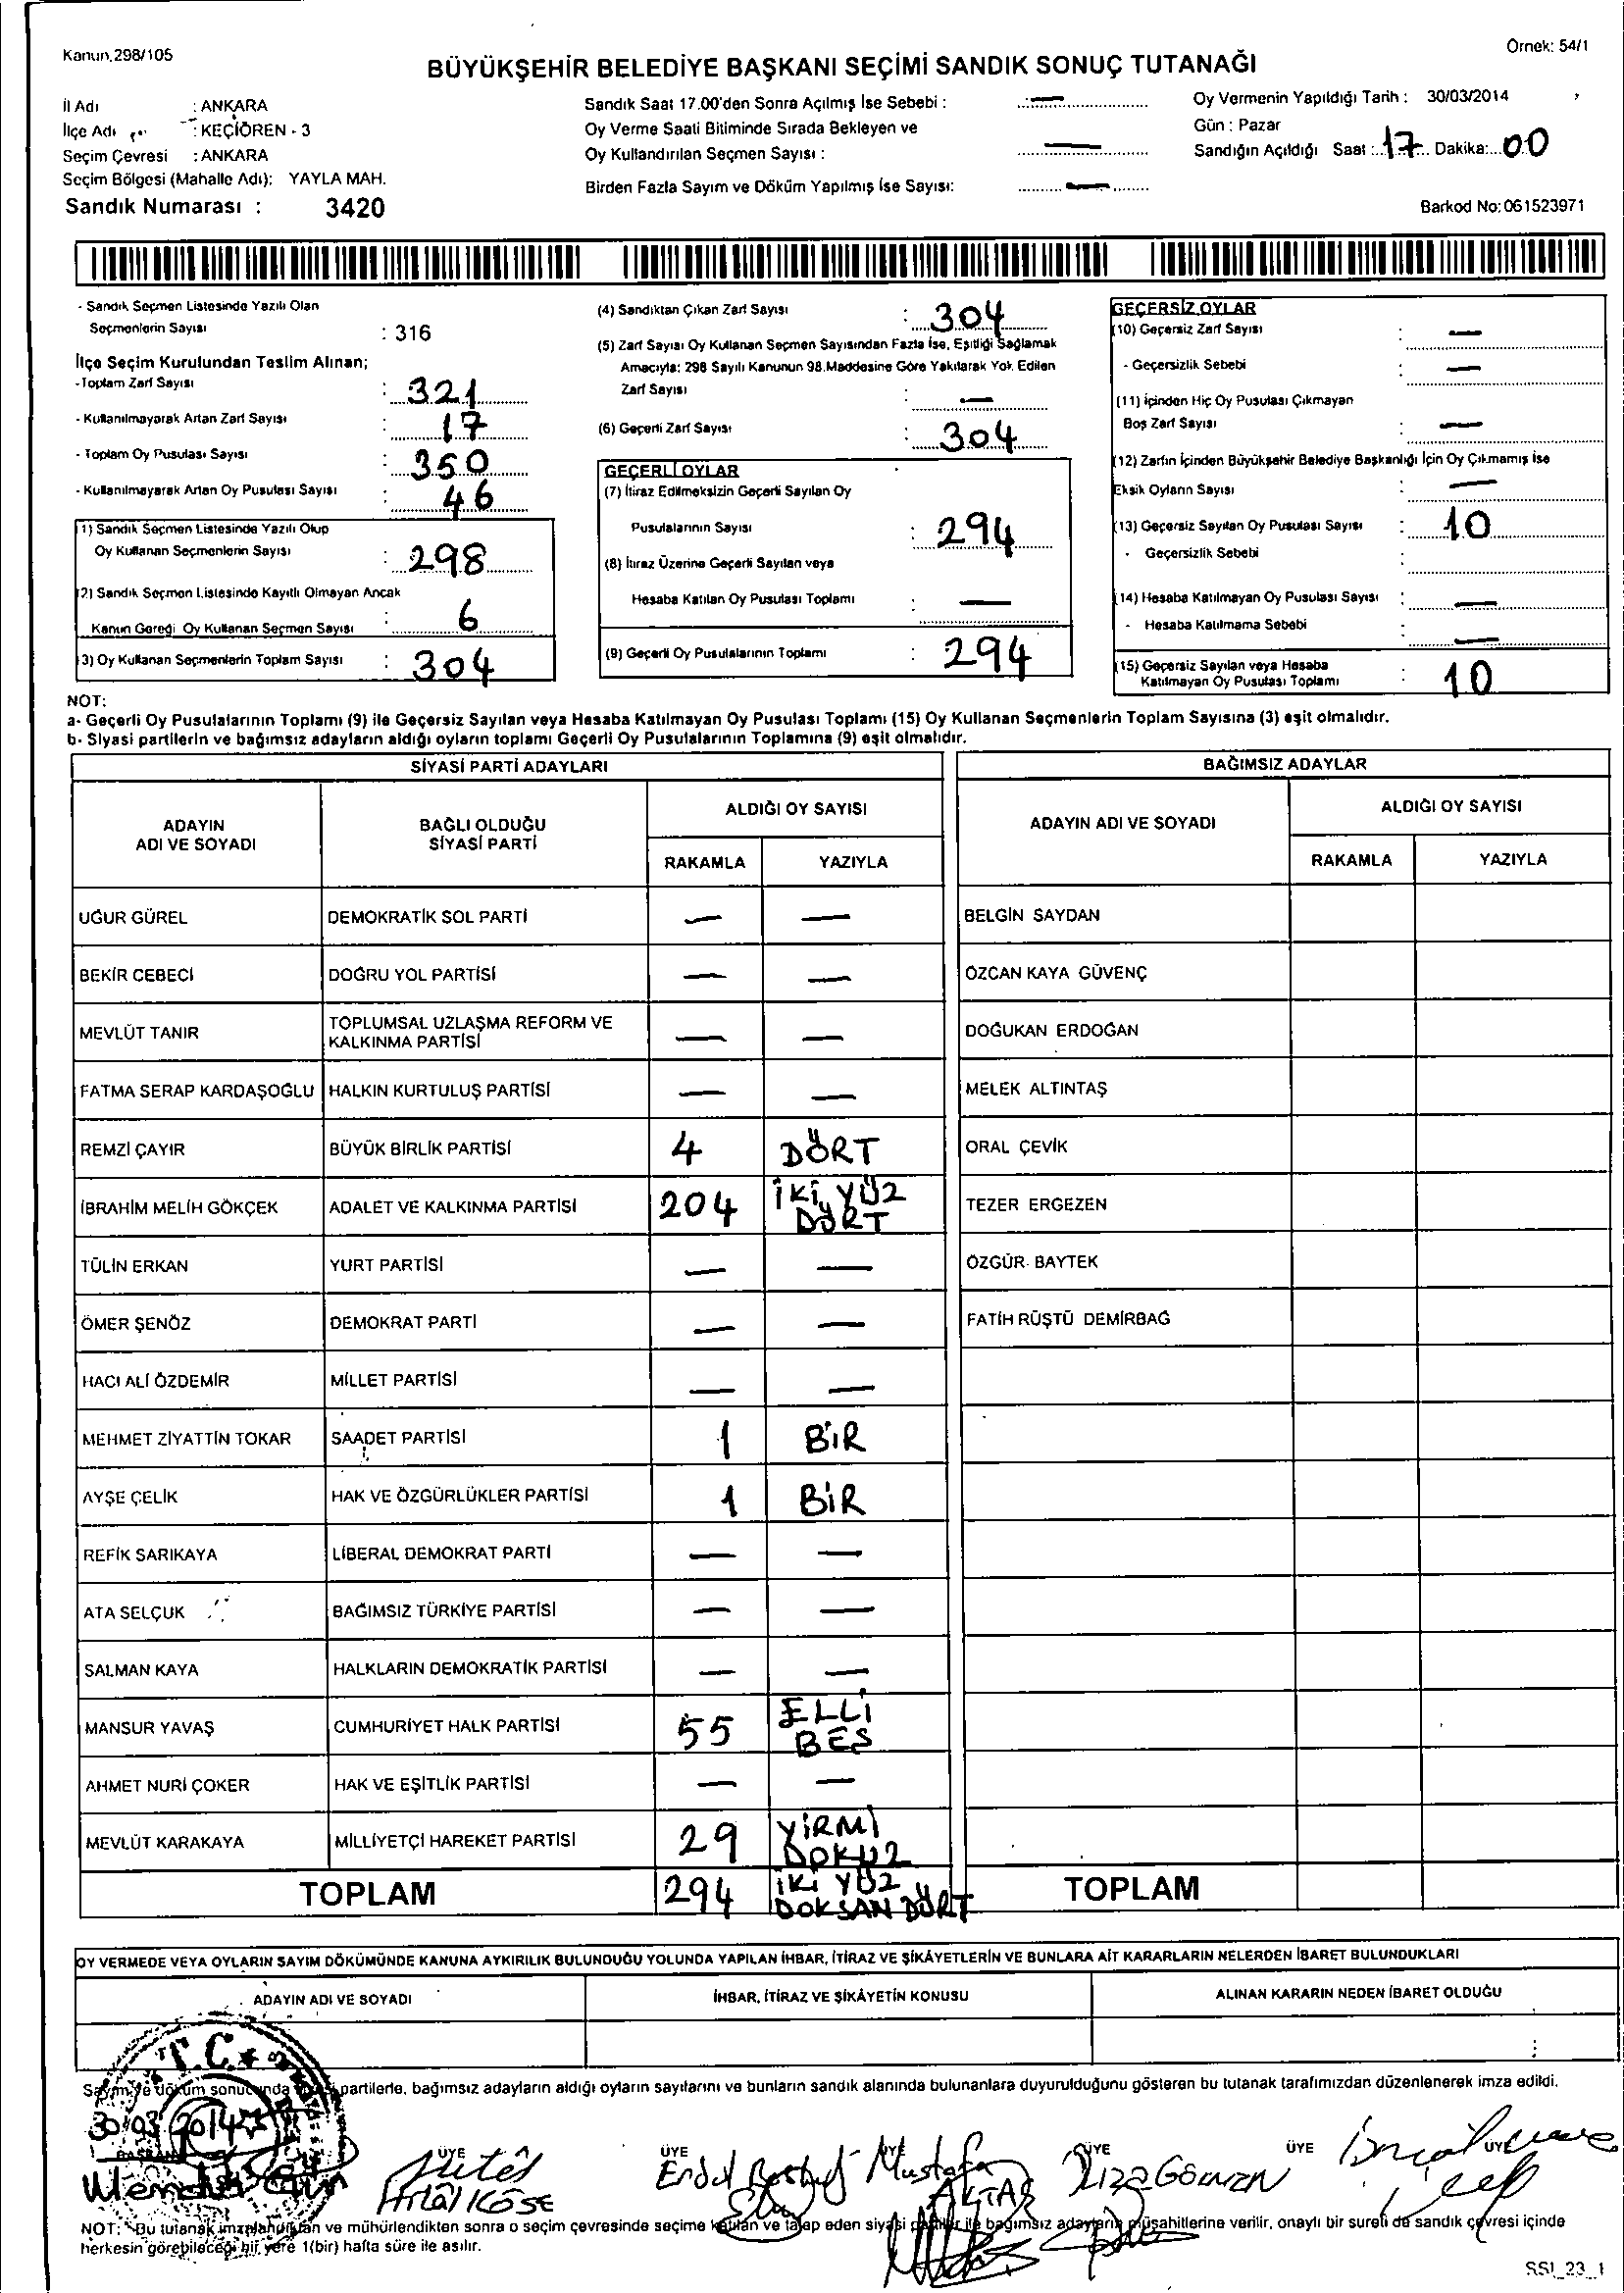 Kanun.298/105
Örnek: 54/1
BÜYÜKŞEHİR BELEDİYE BAŞKANI SEÇİMİ SANDIK SONUÇ TUTANAĞI
İl Adı : ANKARA
İlçe Adı : KEÇİÖREN - 3
Seçim Çevresi : ANKARA
Seçim Bölgesi (Mahalle Adı): YAYLA MAH.
Sandık Numarası : 3420
Sandık Saat 17.00'den Sonra Açılmış İse Sebebi : —
Oy Verme Saati Bitiminde Sırada Bekleyen ve
Oy Kullandırılan Seçmen Sayısı : —
Birden Fazla Sayım ve Döküm Yapılmış İse Sayısı: —
Oy Vermenin Yapıldığı Tarih : 30/03/2014
Gün : Pazar
Sandığın Açıldığı Saat : 17 Dakika: 00
Barkod No: 061523971
- Sandık Seçmen Listesinde Yazılı Olan
Seçmenlerin Sayısı : 316
İlçe Seçim Kurulundan Teslim Alınan;
-Toplam Zarf Sayısı : 321
- Kullanılmayarak Artan Zarf Sayısı : 17
- Toplam Oy Pusulası Sayısı : 350
- Kullanılmayarak Artan Oy Pusulası Sayısı : 46
(1) Sandık Seçmen Listesinde Yazılı Olup
Oy Kullanan Seçmenlerin Sayısı : 298
(2) Sandık Seçmen Listesinde Kayıtlı Olmayan Ancak
Kanun Gereği Oy Kullanan Seçmen Sayısı : 6
(3) Oy Kullanan Seçmenlerin Toplam Sayısı : 304
(4) Sandıktan Çıkan Zarf Sayısı : 304
(5) Zarf Sayısı Oy Kullanan Seçmen Sayısından Fazla İse, Eşitliği Sağlamak
Amacıyla; 298 Sayılı Kanunun 98.Maddesine Göre Yakılarak Yok Edilen
Zarf Sayısı : —
(6) Geçerli Zarf Sayısı : 304
GEÇERLİ OYLAR
(7) İtiraz Edilmeksizin Geçerli Sayılan Oy
Pusulalarının Sayısı : 294
(8) İtiraz Üzerine Geçerli Sayılan veya
Hesaba Katılan Oy Pusulası Toplamı : —
(9) Geçerli Oy Pusulalarının Toplamı : 294
GEÇERSİZ OYLAR
(10) Geçersiz Zarf Sayısı : —
- Geçersizlik Sebebi : —
(11) İçinden Hiç Oy Pusulası Çıkmayan
Boş Zarf Sayısı : —
(12) Zarfın İçinden Büyükşehir Belediye Başkanlığı İçin Oy Çıkmamış İse
Eksik Oyların Sayısı : —
(13) Geçersiz Sayılan Oy Pusulası Sayısı : 10
- Geçersizlik Sebebi :
(14) Hesaba Katılmayan Oy Pusulası Sayısı : —
- Hesaba Katılmama Sebebi : —
(15) Geçersiz Sayılan veya Hesaba
Katılmayan Oy Pusulası Toplamı : 10
NOT:
a- Geçerli Oy Pusulalarının Toplamı (9) ile Geçersiz Sayılan veya Hesaba Katılmayan Oy Pusulası Toplamı (15) Oy Kullanan Seçmenlerin Toplam Sayısına (3) eşit olmalıdır.
b- Siyasi partilerin ve bağımsız adayların aldığı oyların toplamı Geçerli Oy Pusulalarının Toplamına (9) eşit olmalıdır.
SİYASİ PARTİ ADAYLARI
ADAYIN
ADI VE SOYADI
BAĞLI OLDUĞU
SİYASİ PARTİ
ALDIĞI OY SAYISI
RAKAMLA YAZIYLA
UĞUR GÜREL DEMOKRATİK SOL PARTİ — —
BEKİR CEBECİ DOĞRU YOL PARTİSİ — —
MEVLÜT TANIR TOPLUMSAL UZLAŞMA REFORM VE
KALKINMA PARTİSİ — —
FATMA SERAP KARDAŞOĞLU HALKIN KURTULUŞ PARTİSİ — —
REMZİ ÇAYIR BÜYÜK BİRLİK PARTİSİ 4 DÖRT
İBRAHİM MELİH GÖKÇEK ADALET VE KALKINMA PARTİSİ 204 İKİ YÜZ
DÖRT
TÜLİN ERKAN YURT PARTİSİ — —
ÖMER ŞENÖZ DEMOKRAT PARTİ — —
HACI ALİ ÖZDEMİR MİLLET PARTİSİ — —
MEHMET ZİYATTİN TOKAR SAADET PARTİSİ 1 BİR
AYŞE ÇELİK HAK VE ÖZGÜRLÜKLER PARTİSİ 1 BİR
REFİK SARIKAYA LİBERAL DEMOKRAT PARTİ — —
ATA SELÇUK BAĞIMSIZ TÜRKİYE PARTİSİ — —
SALMAN KAYA HALKLARIN DEMOKRATİK PARTİSİ — —
MANSUR YAVAŞ CUMHURİYET HALK PARTİSİ 55 ELLİ
BEŞ
AHMET NURİ ÇOKER HAK VE EŞİTLİK PARTİSİ — —
MEVLÜT KARAKAYA MİLLİYETÇİ HAREKET PARTİSİ 29 YİRMİ
DOKUZ
TOPLAM 294 İKİ YÜZ
DOKSAN DÖRT
BAĞIMSIZ ADAYLAR
ADAYIN ADI VE SOYADI
ALDIĞI OY SAYISI
RAKAMLA YAZIYLA
BELGİN SAYDAN
ÖZCAN KAYA GÜVENÇ
DOĞUKAN ERDOĞAN
MELEK ALTINTAŞ
ORAL ÇEVİK
TEZER ERGEZEN
ÖZGÜR BAYTEK
FATİH RÜŞTÜ DEMİRBAĞ
TOPLAM
OY VERMEDE VEYA OYLARIN SAYIM DÖKÜMÜNDE KANUNA AYKIRILIK BULUNDUĞU YOLUNDA YAPILAN İHBAR, İTİRAZ VE ŞİKÂYETLERİN VE BUNLARA AİT KARARLARIN NELERDEN İBARET BULUNDUKLARI
ADAYIN ADI VE SOYADI
İHBAR, İTİRAZ VE ŞİKÂYETİN KONUSU
ALINAN KARARIN NEDEN İBARET OLDUĞU
T.C.
Sayım ve döküm sonucunda partilerle, bağımsız adayların aldığı oyların sayılarını ve bunların sandık alanında bulunanlara duyurulduğunu gösteren bu tutanak tarafımızdan düzenlenerek imza edildi.
30.03.2014
BAŞKAN ÜYE ÜYE ÜYE ÜYE ÜYE ÜYE
Hilal KÖSE
Mustafa
AKTAŞ
NOT: Bu tutanak imzalandıktan ve mühürlendikten sonra o seçim çevresinde seçime katılan ve talep eden siyasi partiler ile bağımsız adayların müşahitlerine verilir, onaylı bir sureti de sandık çevresi içinde
herkesin görebileceği bir yere 1(bir) hafta süre ile asılır.
SSI_23_1